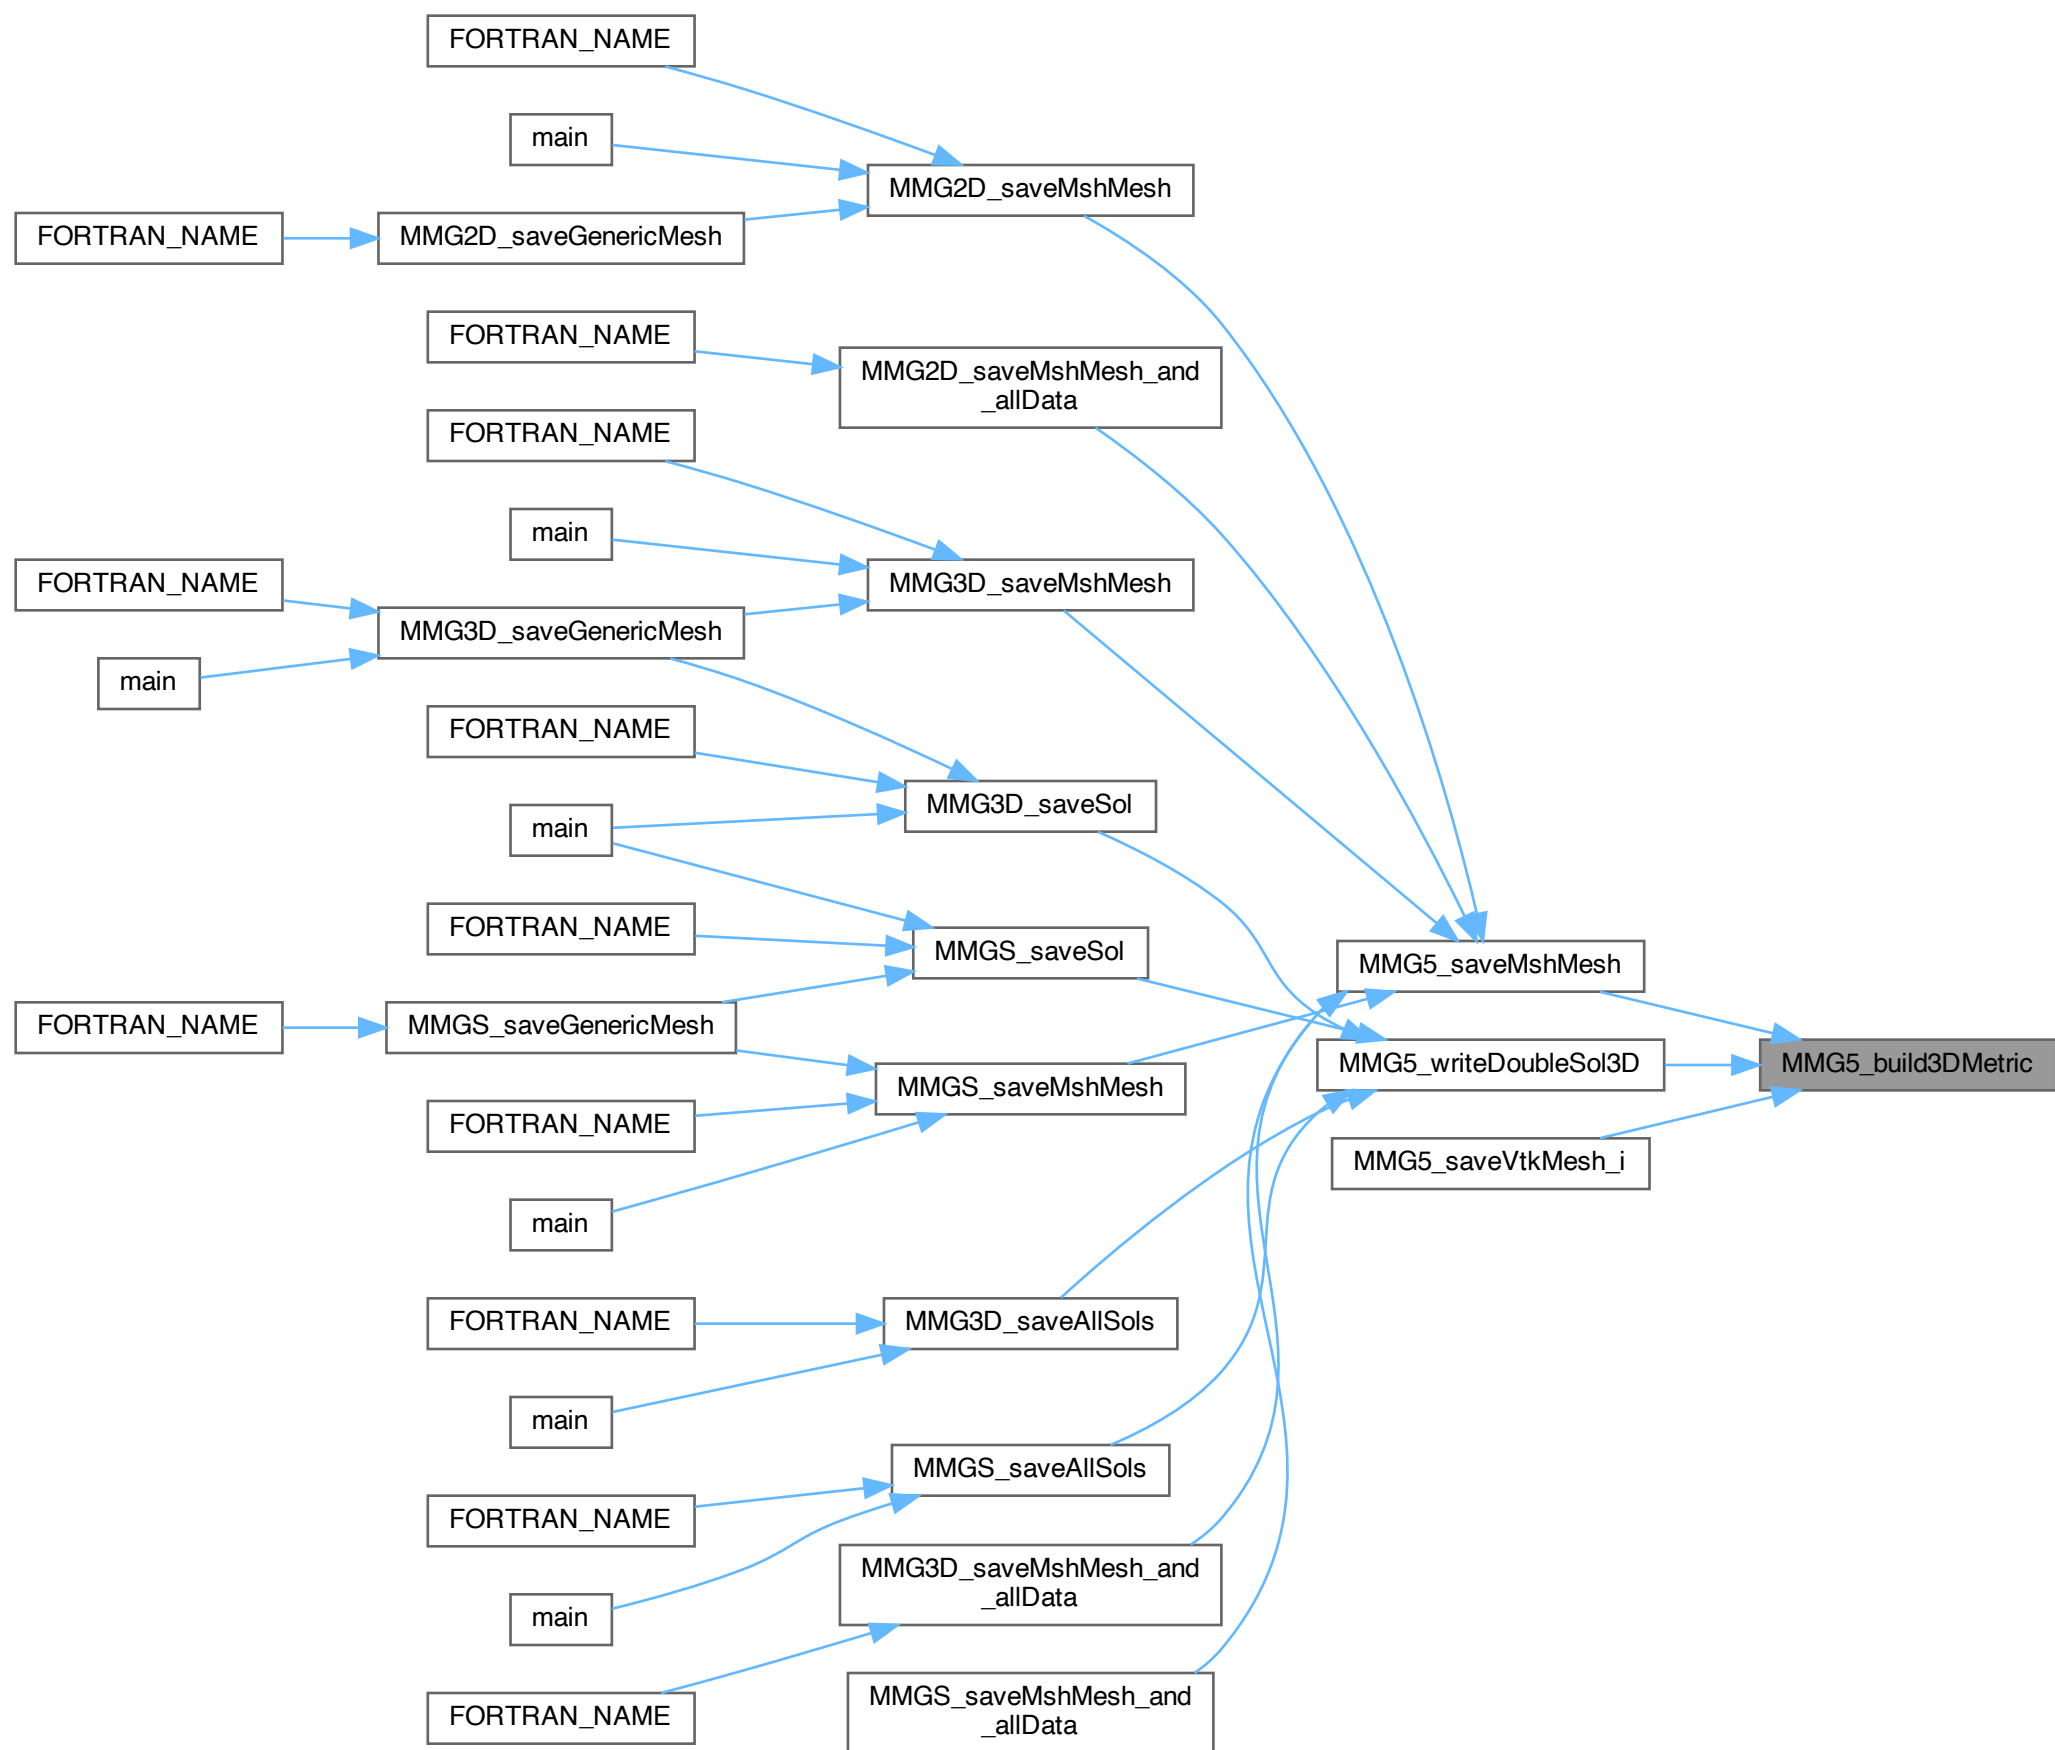 FORTRAN_NAME
main
MMG2D_saveMshMesh
FORTRAN_NAME
MMG2D_saveGenericMesh
FORTRAN_NAME
MMG2D_saveMshMesh_and
_allData
FORTRAN_NAME
main
MMG3D_saveMshMesh
FORTRAN_NAME
MMG3D_saveGenericMesh
main
FORTRAN_NAME
MMG3D_saveSol
main
FORTRAN_NAME
MMGS_saveSol
MMG5_saveMshMesh
FORTRAN_NAME
MMGS_saveGenericMesh
MMG5_writeDoubleSol3D
MMG5_build3DMetric
MMGS_saveMshMesh
FORTRAN_NAME
MMG5_saveVtkMesh_i
main
FORTRAN_NAME
MMG3D_saveAllSols
main
MMGS_saveAllSols
FORTRAN_NAME
MMG3D_saveMshMesh_and
_allData
main
FORTRAN_NAME
MMGS_saveMshMesh_and
_allData